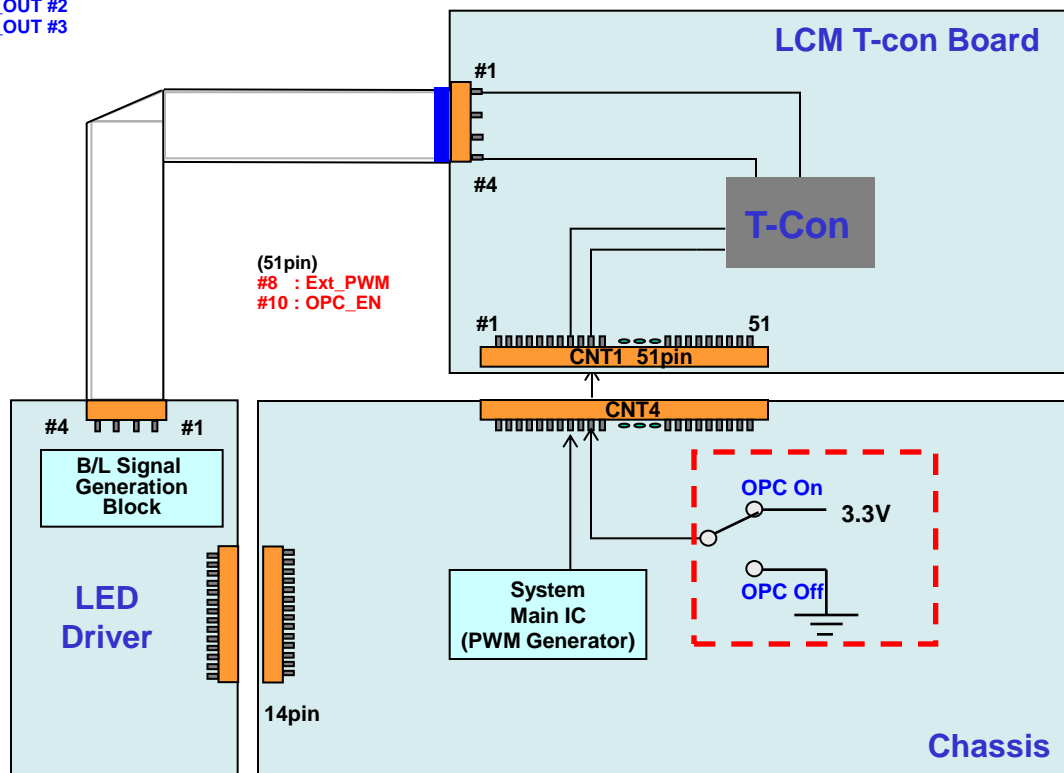 _OUT #2
_OUT #3
LCM T-con Board
#1
#4
T-Con
(51pin)
#8 : Ext_PWM
#10 : OPC_EN
#1
51
CNT1 51pin
CNT4
#4
#1
B/L Signal
Generation
Block
OPC On
3.3V
OPC Off
System
Main IC
(PWM Generator)
LED
Driver
14pin
Chassis